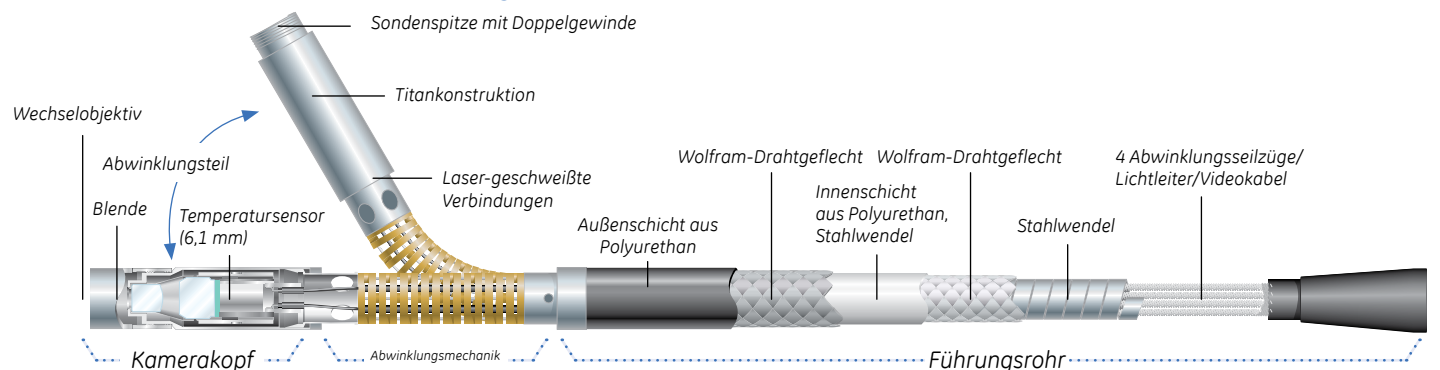 Sondenspitze mit Doppelgewinde
Titankonstruktion
Wechselobjektiv
Abwinklungsteil
Laser-geschweißte
Verbindungen
Blende
Temperatursensor
(6,1 mm)
Außenschicht aus
Polyurethan
Wolfram-Drahtgeflecht
Innenschicht
aus Polyurethan,
Stahlwendel
Wolfram-Drahtgeflecht
Stahlwendel
4 Abwinklungsseilzüge/
Lichtleiter/Videokabel
Kamerakopf
Abwinklungsmechanik
Führungsrohr